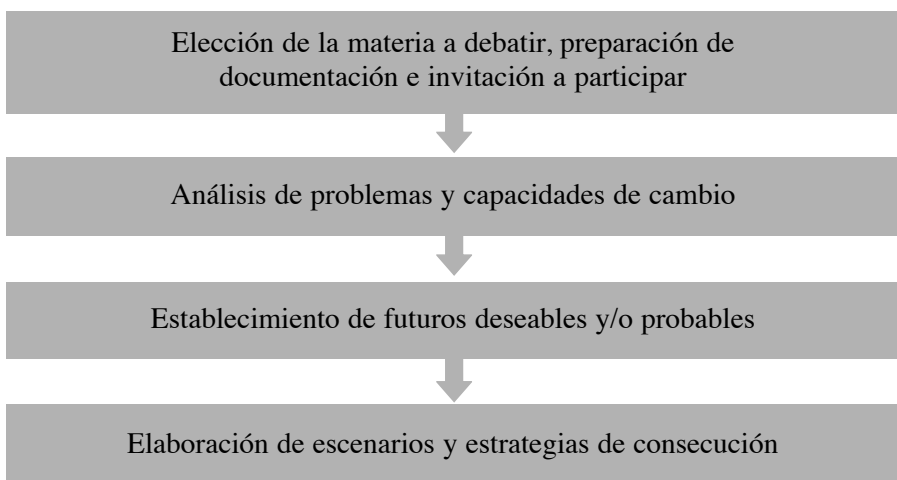 Elección de la materia a debatir, preparación de
documentación e invitación a participar
Análisis de problemas y capacidades de cambio
Establecimiento de futuros deseables y/o probables
Elaboración de escenarios y estrategias de consecución